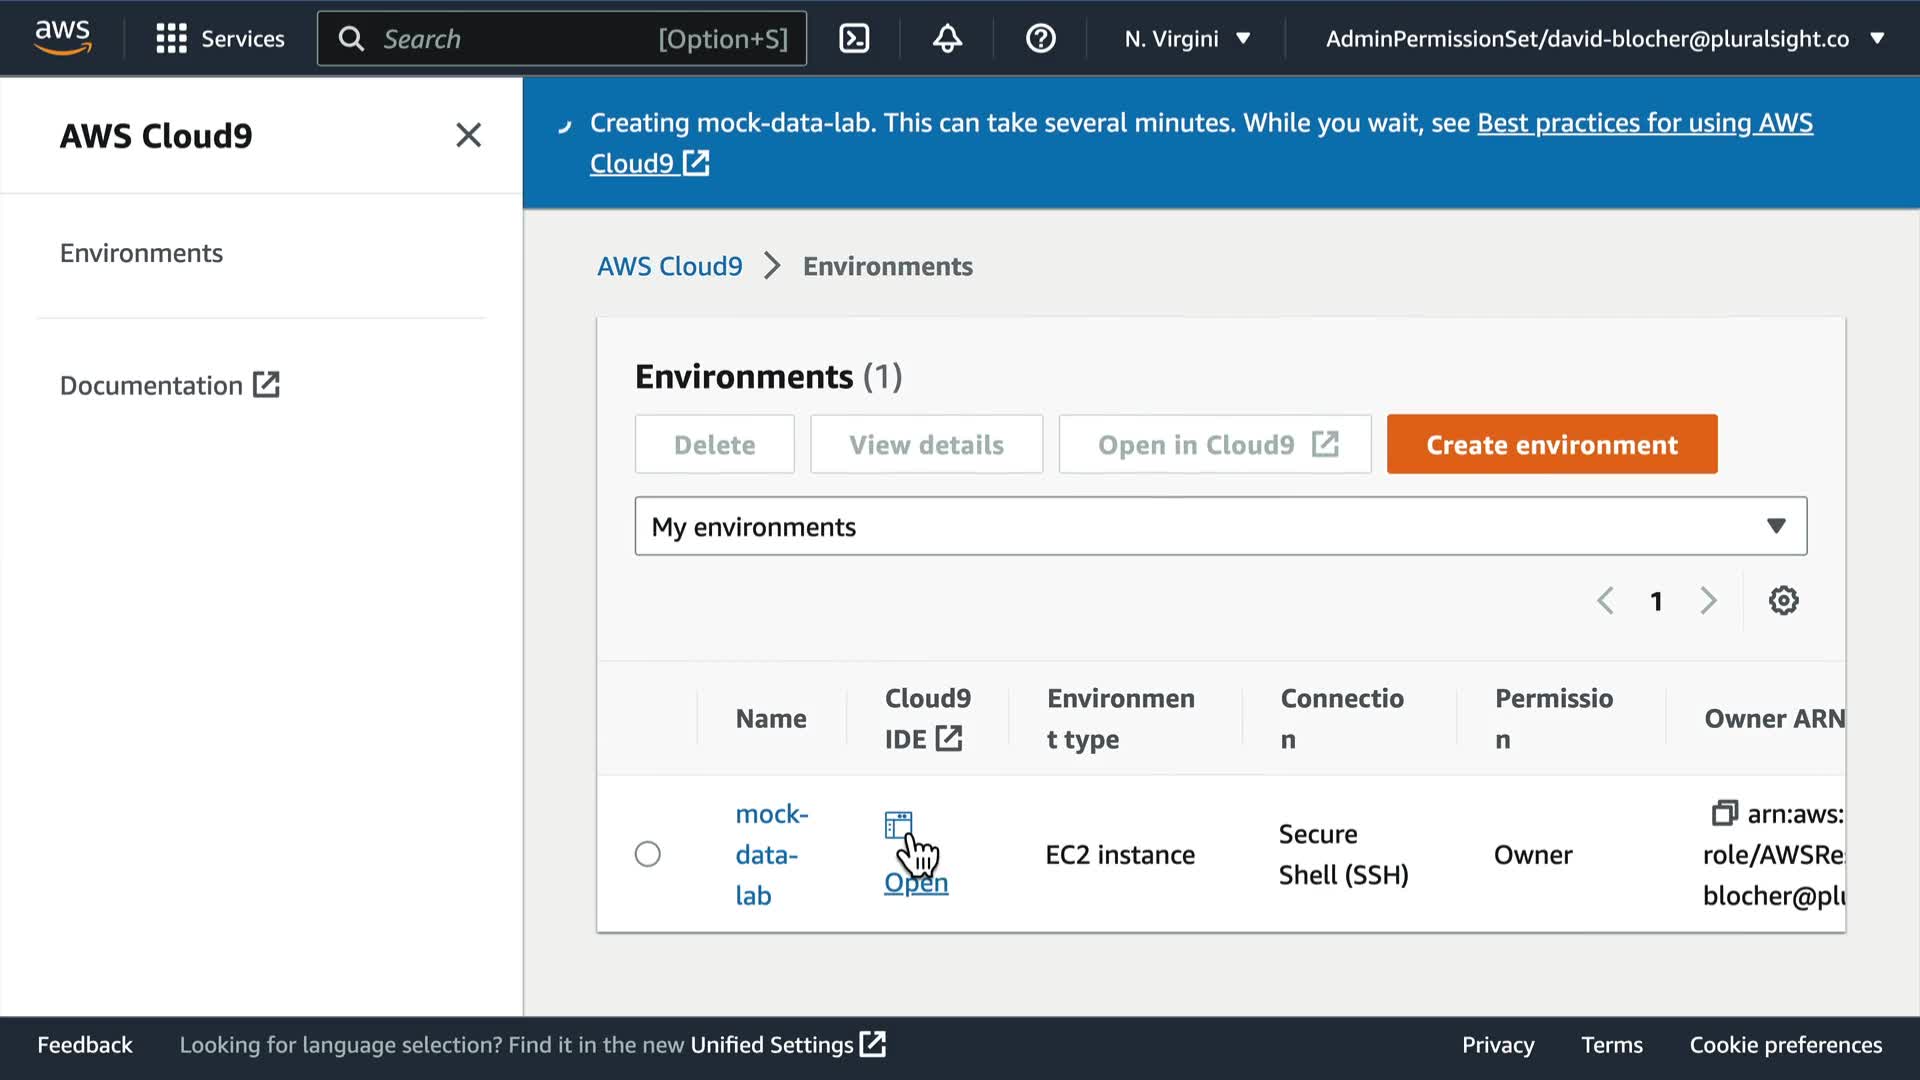 aws
Services
Search
[Option+S]
N. Virgini
AdminPermissionSet/david-blocher@pluralsight.co
AWS Cloud9
Environments
Documentation
Creating mock-data-lab. This can take several minutes. While you wait, see Best practices for using AWS
Cloud9
AWS Cloud9
Environments
Environments (1)
Delete
View details
Open in Cloud9
Create environment
My environments
1
Name
Cloud9
IDE
Environmen
t type
Connectio
n
Permissio
n
Owner ARN
mock-
data-
lab
Open
EC2 instance
Secure
Shell (SSH)
Owner
arn:aws:
role/AWSRe
blocher@plu
Feedback
Looking for language selection? Find it in the new Unified Settings
Privacy
Terms
Cookie preferences